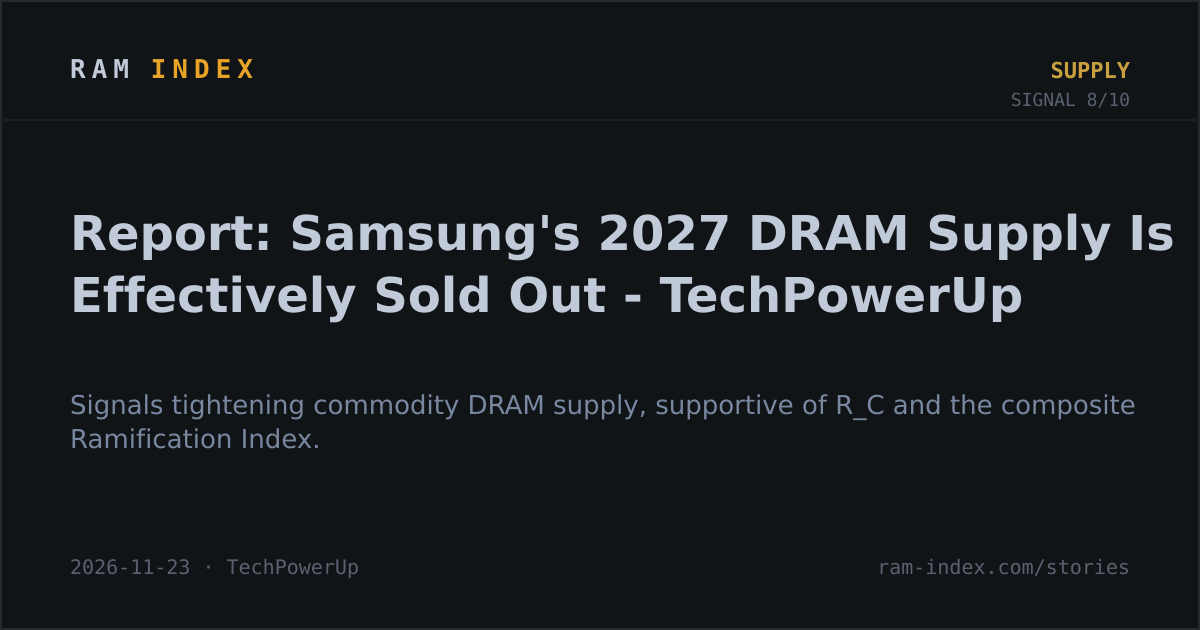 RAM INDEX
SUPPLY
SIGNAL 8/10
Report: Samsung's 2027 DRAM Supply Is
Effectively Sold Out - TechPowerUp
Signals tightening commodity DRAM supply, supportive of R_C and the composite
Ramification Index.
2026-11-23 · TechPowerUp
ram-index.com/stories